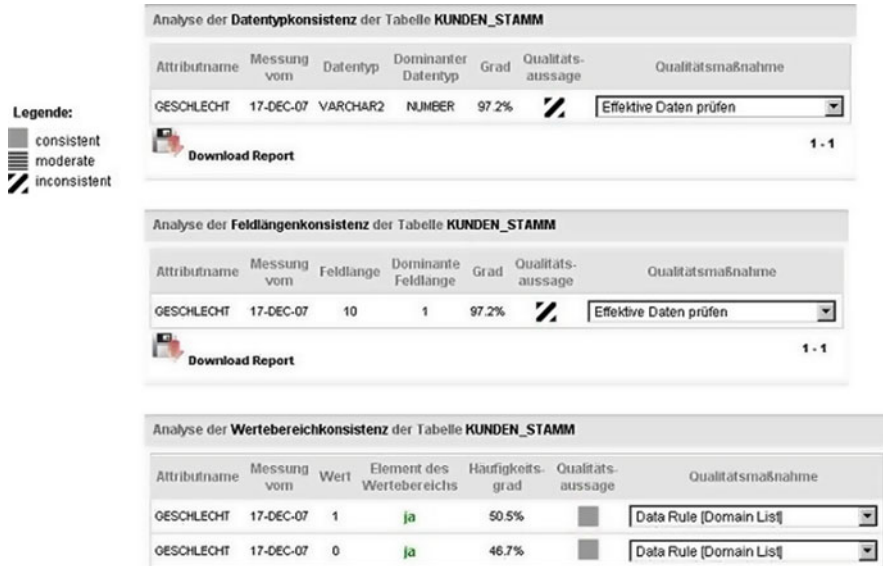 Analyse der Datentypkonsistenz der Tabelle KUNDEN_STAMM
Attributname Messung vom Datentyp Dominanter Datentyp Grad Qualitäts-aussage Qualitätsmaßnahme
GESCHLECHT 17-DEC-07 VARCHAR2 NUMBER 97.2% Effektive Daten prüfen
Download Report 1 - 1
Legende:
consistent
moderate
inconsistent
Analyse der Feldlängenkonsistenz der Tabelle KUNDEN_STAMM
Attributname Messung vom Feldlänge Dominante Feldlänge Grad Qualitäts-aussage Qualitätsmaßnahme
GESCHLECHT 17-DEC-07 10 1 97.2% Effektive Daten prüfen
Download Report 1 - 1
Analyse der Wertebereichkonsistenz der Tabelle KUNDEN_STAMM
Attributname Messung vom Wert Element des Wertebereichs Häufigkeits-grad Qualitäts-aussage Qualitätsmaßnahme
GESCHLECHT 17-DEC-07 1 ja 50.5% Data Rule [Domain List]
GESCHLECHT 17-DEC-07 0 ja 46.7% Data Rule [Domain List]